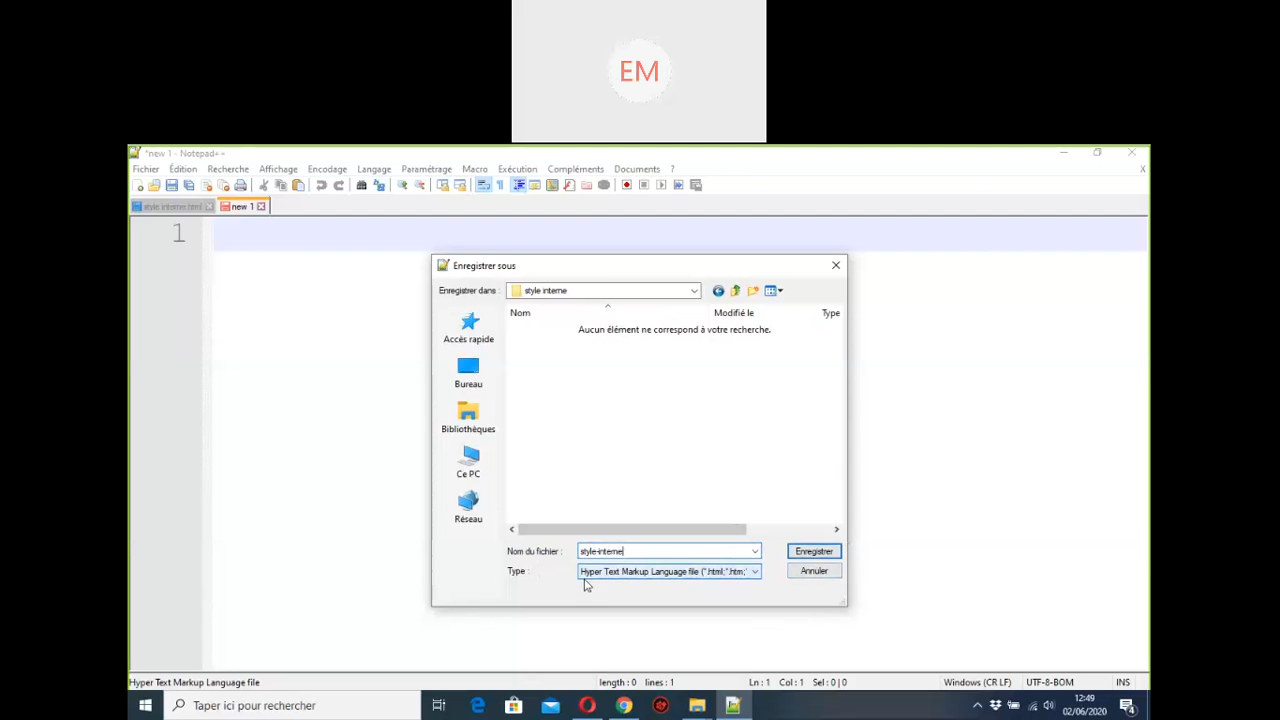 EM
*new 1 - Notepad++
Fichier Édition Recherche Affichage Encodage Langage Paramétrage Macro Exécution Compléments Documents ? X
style interne.html new 1
1
Enregistrer sous
Enregistrer dans : style interne
Nom Modifié le Type
Aucun élément ne correspond à votre recherche.
Accès rapide
Bureau
Bibliothèques
Ce PC
Réseau
Nom du fichier : style-interne Enregistrer
Type : Hyper Text Markup Language file (*.html;*.htm;* Annuler
Hyper Text Markup Language file length : 0 lines : 1 Ln : 1 Col : 1 Sel : 0 | 0 Windows (CR LF) UTF-8-BOM INS
Taper ici pour rechercher
12:49
02/06/2020
4